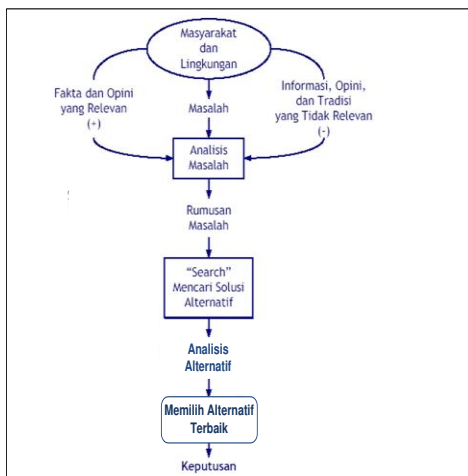 Masyarakat
dan
Lingkungan
Fakta dan Opini
yang Relevan
(+)
Masalah
Informasi, Opini,
dan Tradisi
yang Tidak Relevan
(-)
Analisis
Masalah
Rumusan
Masalah
“Search”
Mencari Solusi
Alternatif
Analisis
Alternatif
Memilih Alternatif
Terbaik
Keputusan